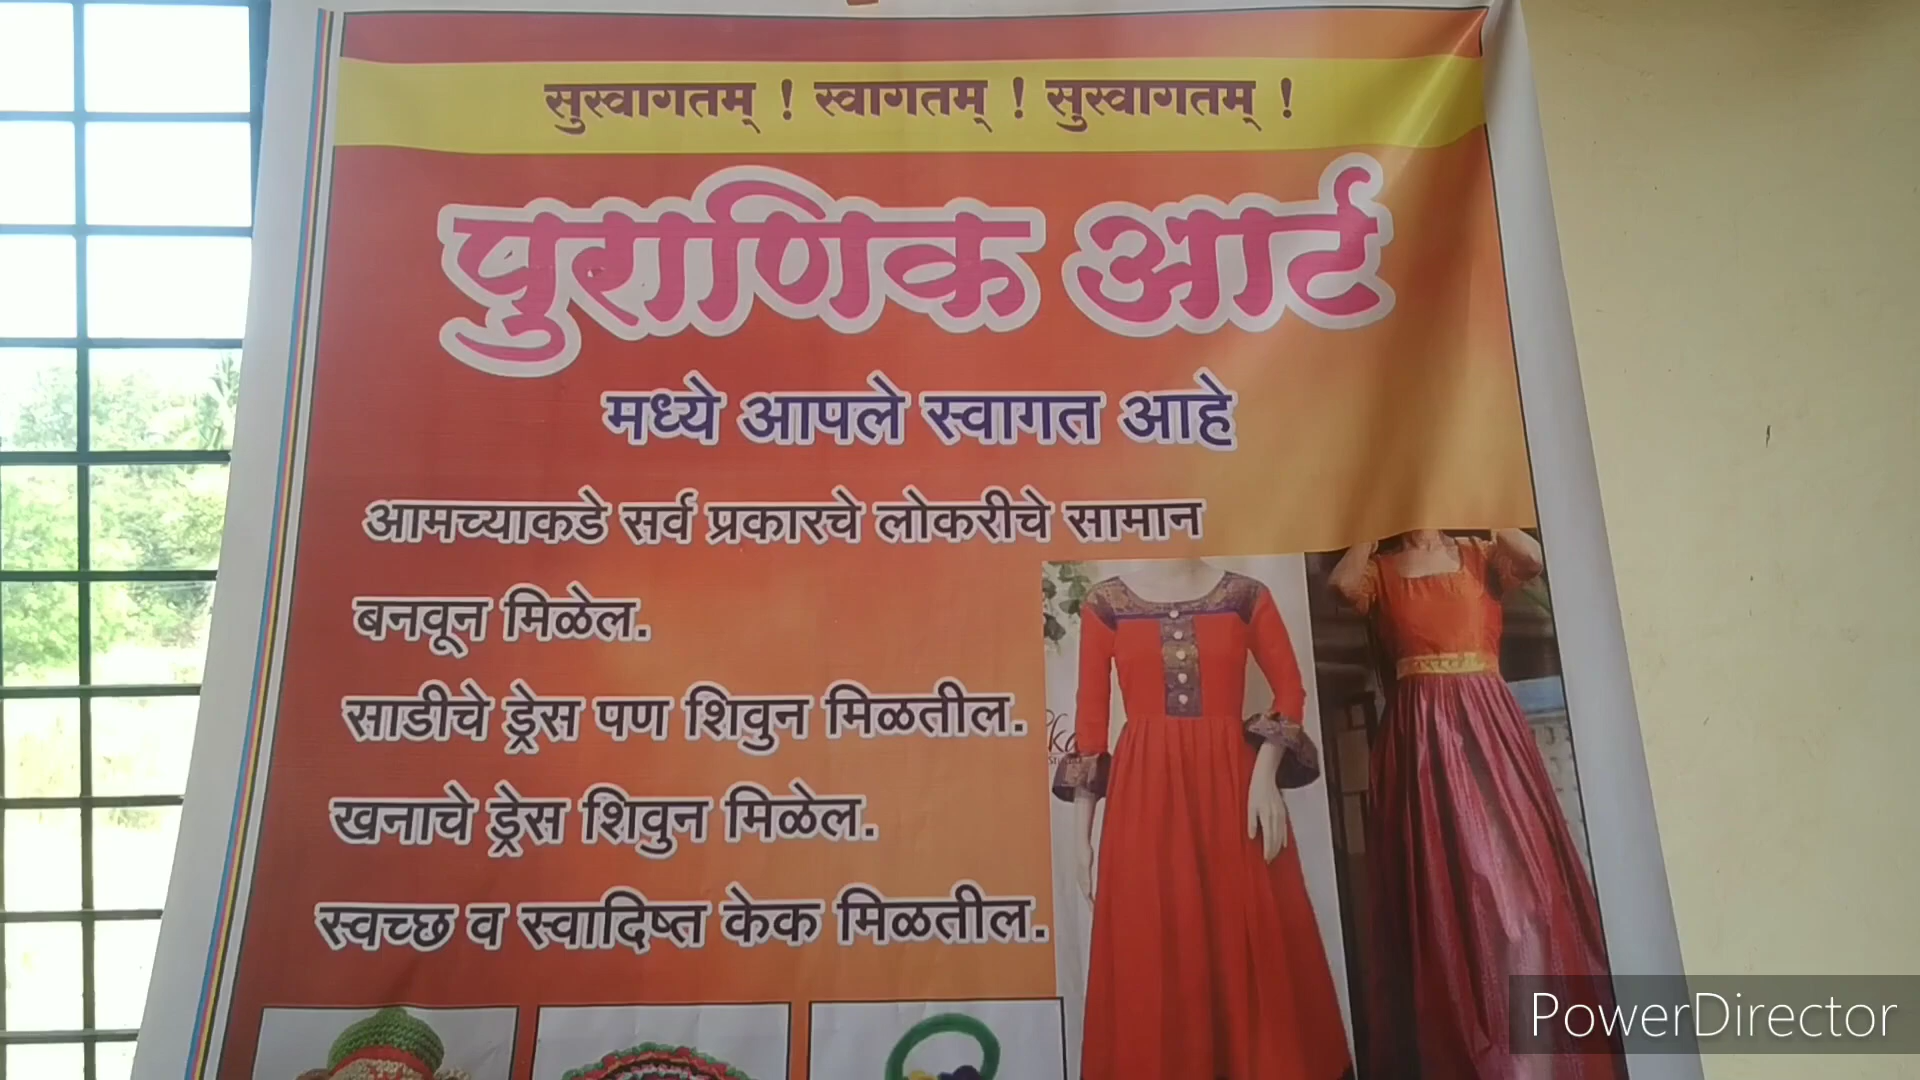 सुस्वागतम् ! स्वागतम् ! सुस्वागतम् !
पुराणिक आर्ट
मध्ये आपले स्वागत आहे
आमच्याकडे सर्व प्रकारचे लोकरीचे सामान
बनवून मिळेल.
साडीचे ड्रेस पण शिवुन मिळतील.
खनाचे ड्रेस शिवुन मिळेल.
स्वच्छ व स्वादिष्त केक मिळतील.
PowerDirector